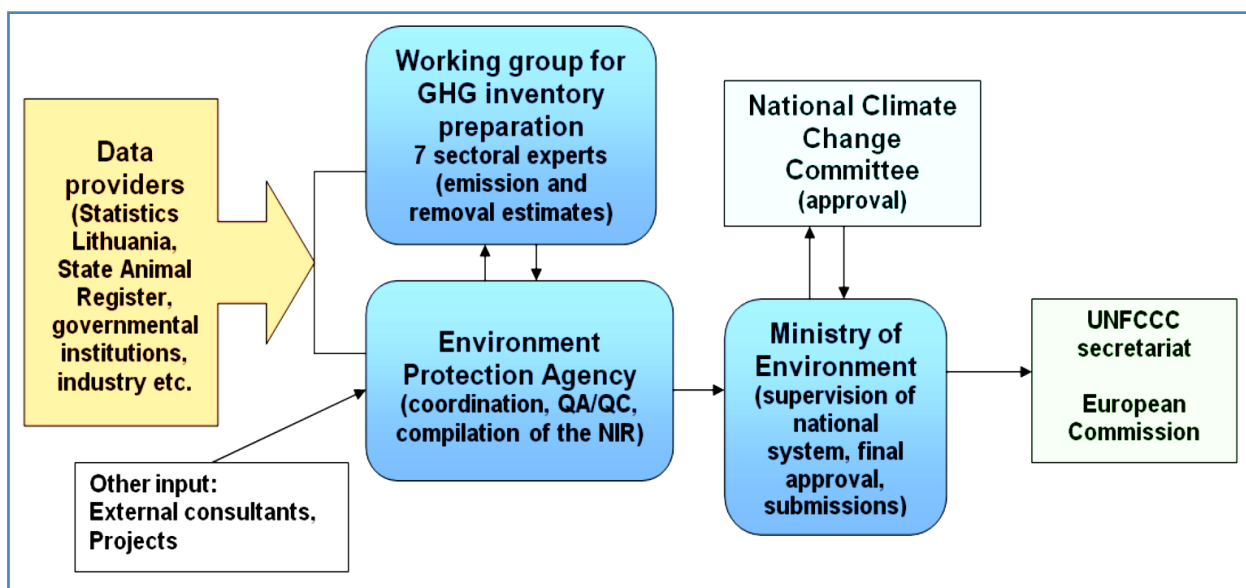 Data
providers
(Statistics
Lithuania,
State Animal
Register,
governmental
institutions,
industry etc.
Working group for
GHG inventory
preparation
7 sectoral experts
(emission and
removal estimates)
National Climate
Change
Committee
(approval)
Environment
Protection Agency
(coordination, QA/QC,
compilation of the NIR)
Ministry of
Environment
(supervision of
national
system, final
approval,
submissions)
UNFCCC
secretariat
European
Commission
Other input:
External consultants,
Projects